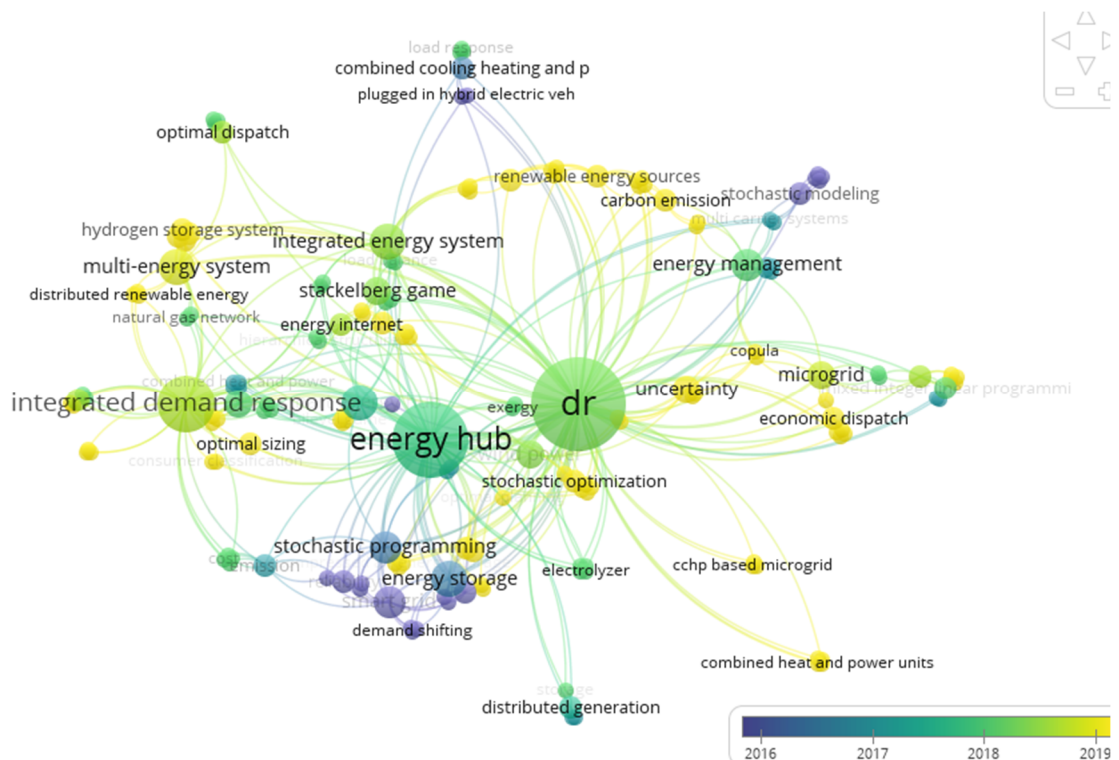 load response
combined cooling heating and p
plugged in hybrid electric veh
optimal dispatch
renewable energy sources
carbon emission
stochastic modeling
multi carrier systems
hydrogen storage system
integrated energy system
load balance
multi-energy system
energy management
distributed renewable energy
stackelberg game
natural gas network
energy internet
copula
microgrid
combined heat and power
mixed integer linear programmi
uncertainty
integrated demand response
exergy
dr
economic dispatch
energy hub
optimal sizing
wind power
consumer classification
stochastic optimization
stochastic programming
cost
emission
electrolyzer
cchp based microgrid
energy storage
smart grid
demand shifting
combined heat and power units
storage
distributed generation
2016
2017
2018
2019